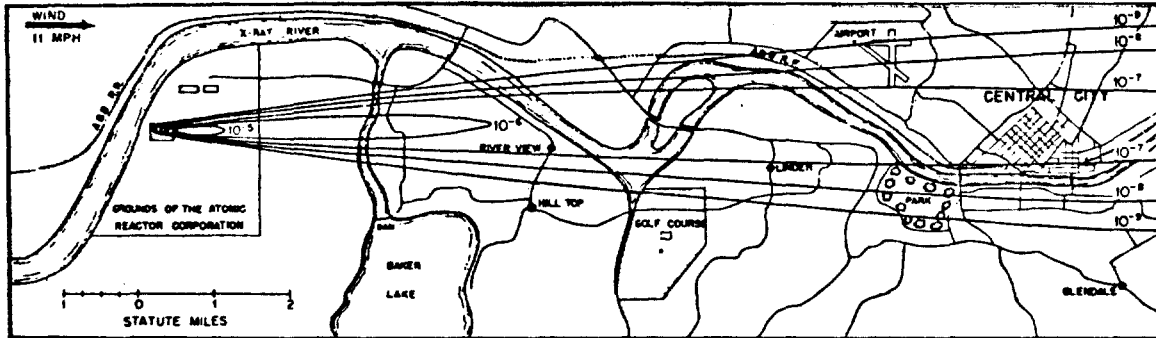 WIND
11 MPH
A & B R.R.
X-RAY RIVER
A & B R.R.
AIRPORT
10⁻⁹
10⁻⁸
10⁻⁷
CENTRAL CITY
10⁻⁵
10⁻⁶
RIVER VIEW
LINDER
10⁻⁷
10⁻⁸
10⁻⁹
PARK
HILL TOP
GROUNDS OF THE ATOMIC
REACTOR CORPORATION
DAM
GOLF COURSE
BAKER
LAKE
GLENDALE
1 0 1 2
STATUTE MILES